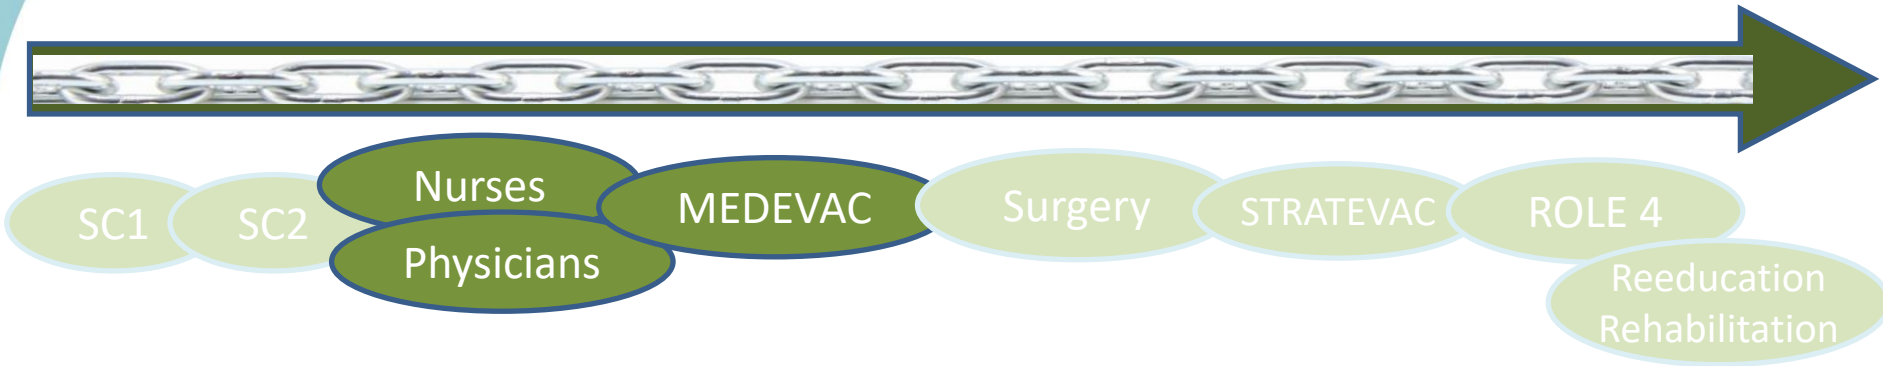 SC1
SC2
Nurses
Physicians
MEDEVAC
Surgery
STRATEVAC
ROLE 4
Reeducation
Rehabilitation